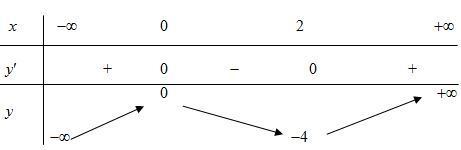 x −∞ 0 2 +∞
y′ + 0 − 0 +
0 +∞
y
−∞ −4